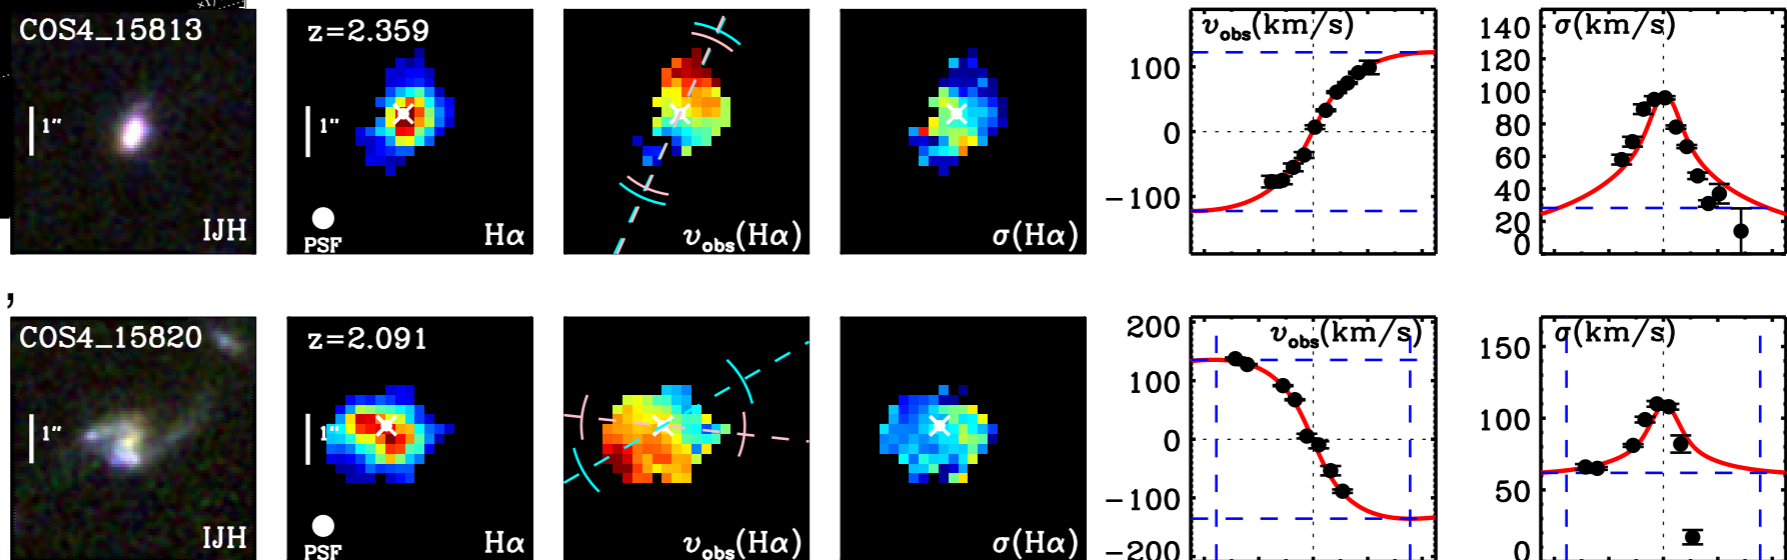 COS4_15813
1"
IJH
z=2.359
1"
PSF
Hα
v_obs(Hα)
σ(Hα)
v_obs(km/s)
100
0
−100
σ(km/s)
140
120
100
80
60
40
20
0
,
COS4_15820
1"
IJH
z=2.091
1"
PSF
Hα
v_obs(Hα)
σ(Hα)
v_obs(km/s)
200
100
0
−100
−200
σ(km/s)
150
100
50
0